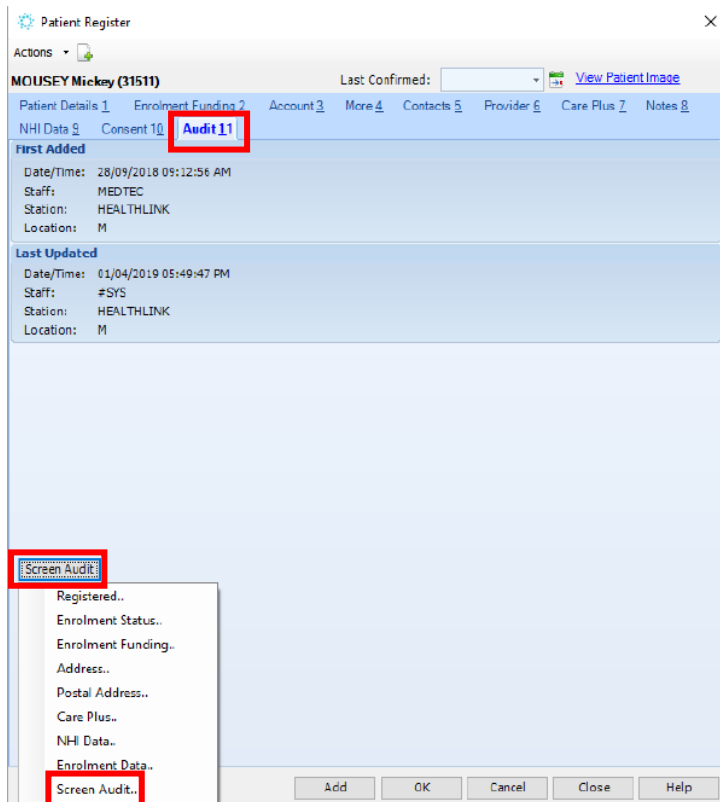 Patient Register
Actions
MOUSEY Mickey (31511) Last Confirmed: View Patient Image
Patient Details 1 Enrolment Funding 2 Account 3 More 4 Contacts 5 Provider 6 Care Plus 7 Notes 8
NHI Data 9 Consent 10 Audit 11
First Added
Date/Time: 28/09/2018 09:12:56 AM
Staff: MEDTEC
Station: HEALTHLINK
Location: M
Last Updated
Date/Time: 01/04/2019 05:49:47 PM
Staff: #SYS
Station: HEALTHLINK
Location: M
Screen Audit
Registered..
Enrolment Status..
Enrolment Funding..
Address..
Postal Address..
Care Plus..
NHI Data..
Enrolment Data..
Screen Audit..
Add OK Cancel Close Help